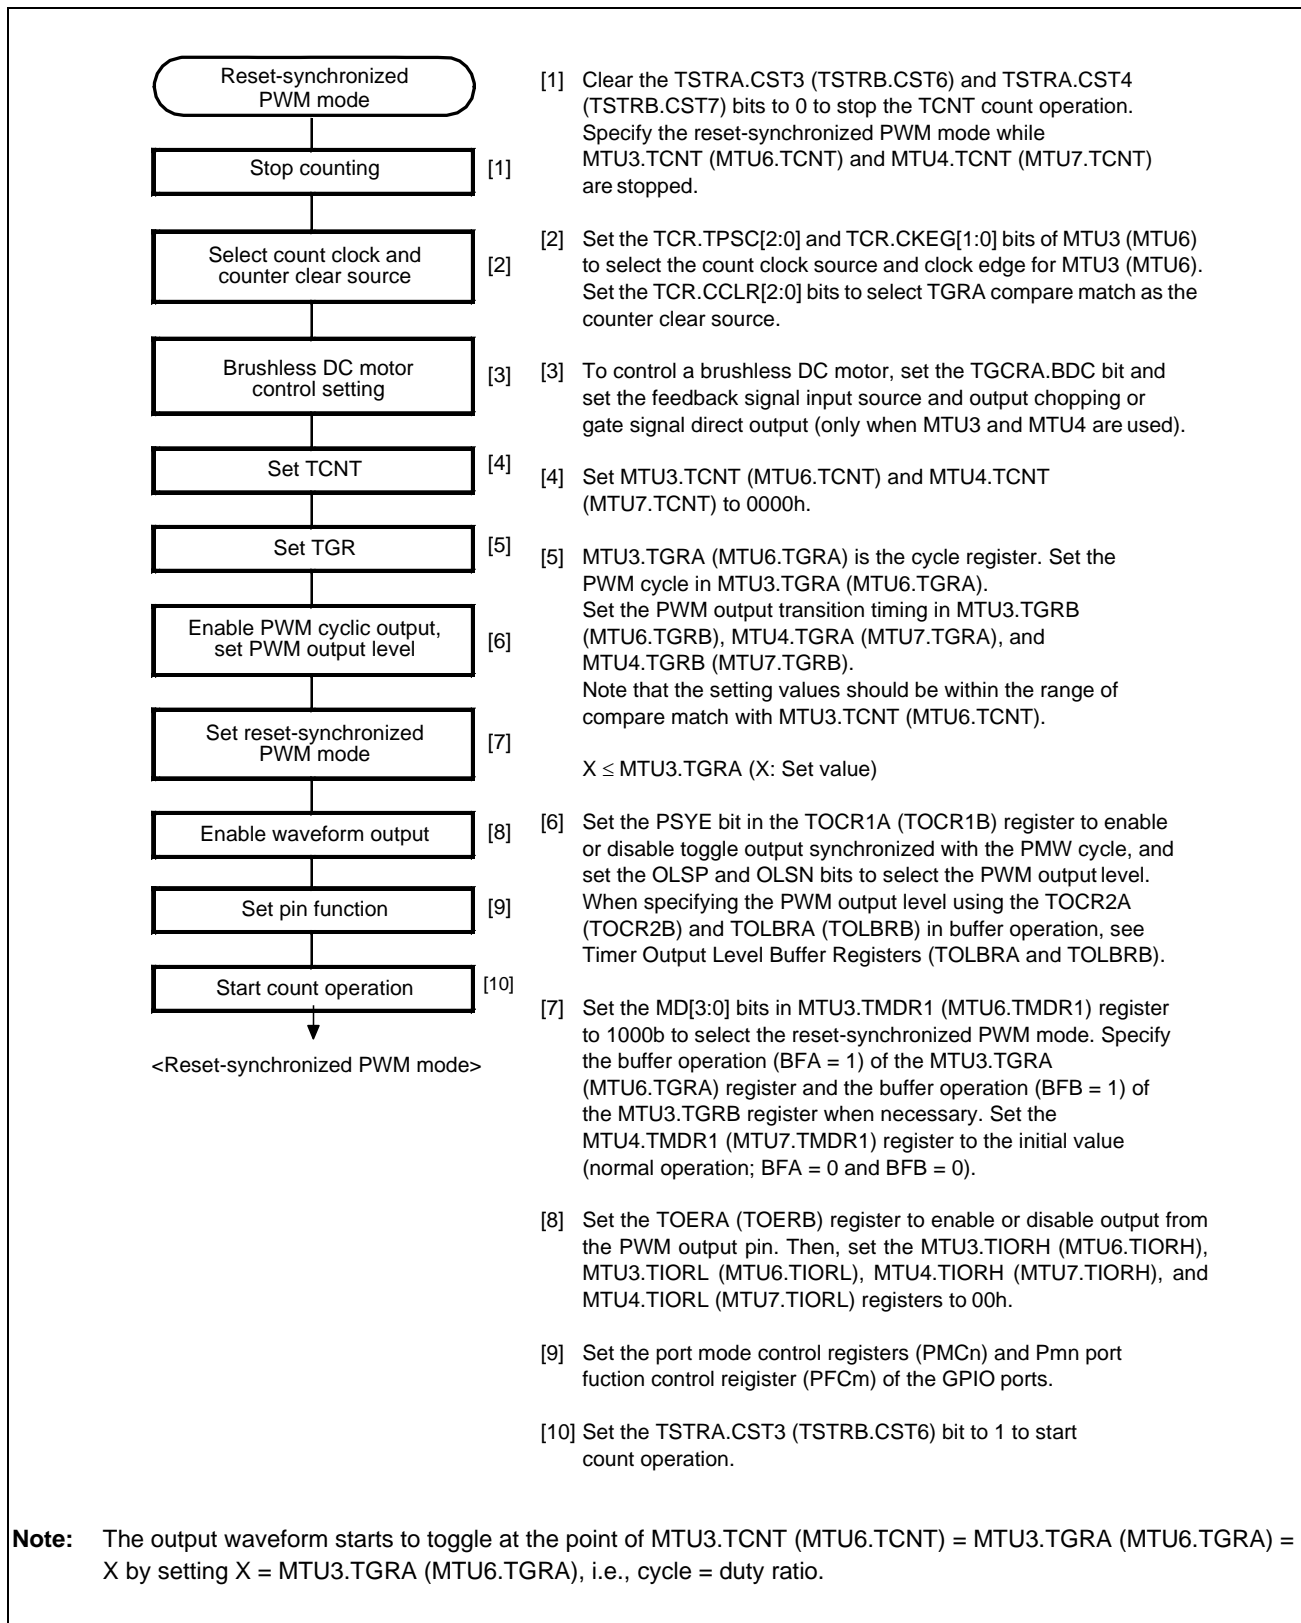 Reset-synchronized
PWM mode
Stop counting
[1]
Select count clock and
counter clear source
[2]
Brushless DC motor
control setting
[3]
Set TCNT
[4]
Set TGR
[5]
Enable PWM cyclic output,
set PWM output level
[6]
Set reset-synchronized
PWM mode
[7]
Enable waveform output
[8]
Set pin function
[9]
Start count operation
[10]
<Reset-synchronized PWM mode>
[1] Clear the TSTRA.CST3 (TSTRB.CST6) and TSTRA.CST4
(TSTRB.CST7) bits to 0 to stop the TCNT count operation.
Specify the reset-synchronized PWM mode while
MTU3.TCNT (MTU6.TCNT) and MTU4.TCNT (MTU7.TCNT)
are stopped.
[2] Set the TCR.TPSC[2:0] and TCR.CKEG[1:0] bits of MTU3 (MTU6)
to select the count clock source and clock edge for MTU3 (MTU6).
Set the TCR.CCLR[2:0] bits to select TGRA compare match as the
counter clear source.
[3] To control a brushless DC motor, set the TGCRA.BDC bit and
set the feedback signal input source and output chopping or
gate signal direct output (only when MTU3 and MTU4 are used).
[4] Set MTU3.TCNT (MTU6.TCNT) and MTU4.TCNT
(MTU7.TCNT) to 0000h.
[5] MTU3.TGRA (MTU6.TGRA) is the cycle register. Set the
PWM cycle in MTU3.TGRA (MTU6.TGRA).
Set the PWM output transition timing in MTU3.TGRB
(MTU6.TGRB), MTU4.TGRA (MTU7.TGRA), and
MTU4.TGRB (MTU7.TGRB).
Note that the setting values should be within the range of
compare match with MTU3.TCNT (MTU6.TCNT).
X ≤ MTU3.TGRA (X: Set value)
[6] Set the PSYE bit in the TOCR1A (TOCR1B) register to enable
or disable toggle output synchronized with the PMW cycle, and
set the OLSP and OLSN bits to select the PWM output level.
When specifying the PWM output level using the TOCR2A
(TOCR2B) and TOLBRA (TOLBRB) in buffer operation, see
Timer Output Level Buffer Registers (TOLBRA and TOLBRB).
[7] Set the MD[3:0] bits in MTU3.TMDR1 (MTU6.TMDR1) register
to 1000b to select the reset-synchronized PWM mode. Specify
the buffer operation (BFA = 1) of the MTU3.TGRA
(MTU6.TGRA) register and the buffer operation (BFB = 1) of
the MTU3.TGRB register when necessary. Set the
MTU4.TMDR1 (MTU7.TMDR1) register to the initial value
(normal operation; BFA = 0 and BFB = 0).
[8] Set the TOERA (TOERB) register to enable or disable output from
the PWM output pin. Then, set the MTU3.TIORH (MTU6.TIORH),
MTU3.TIORL (MTU6.TIORL), MTU4.TIORH (MTU7.TIORH), and
MTU4.TIORL (MTU7.TIORL) registers to 00h.
[9] Set the port mode control registers (PMCn) and Pmn port
fuction control reigister (PFCm) of the GPIO ports.
[10] Set the TSTRA.CST3 (TSTRB.CST6) bit to 1 to start
count operation.
Note: The output waveform starts to toggle at the point of MTU3.TCNT (MTU6.TCNT) = MTU3.TGRA (MTU6.TGRA) =
X by setting X = MTU3.TGRA (MTU6.TGRA), i.e., cycle = duty ratio.